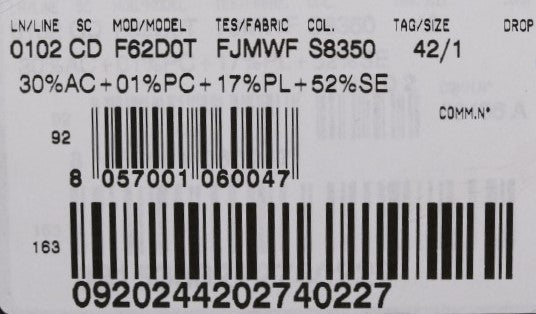 LN/LINE SC MOD/MODEL TES/FABRIC COL. TAG/SIZE DROP
0102 CD F62D0T FJMWF S8350 42/1
30%AC+01%PC+17%PL+52%SE
COMM.N°
92
8 057001 060047
163
0920244202740227